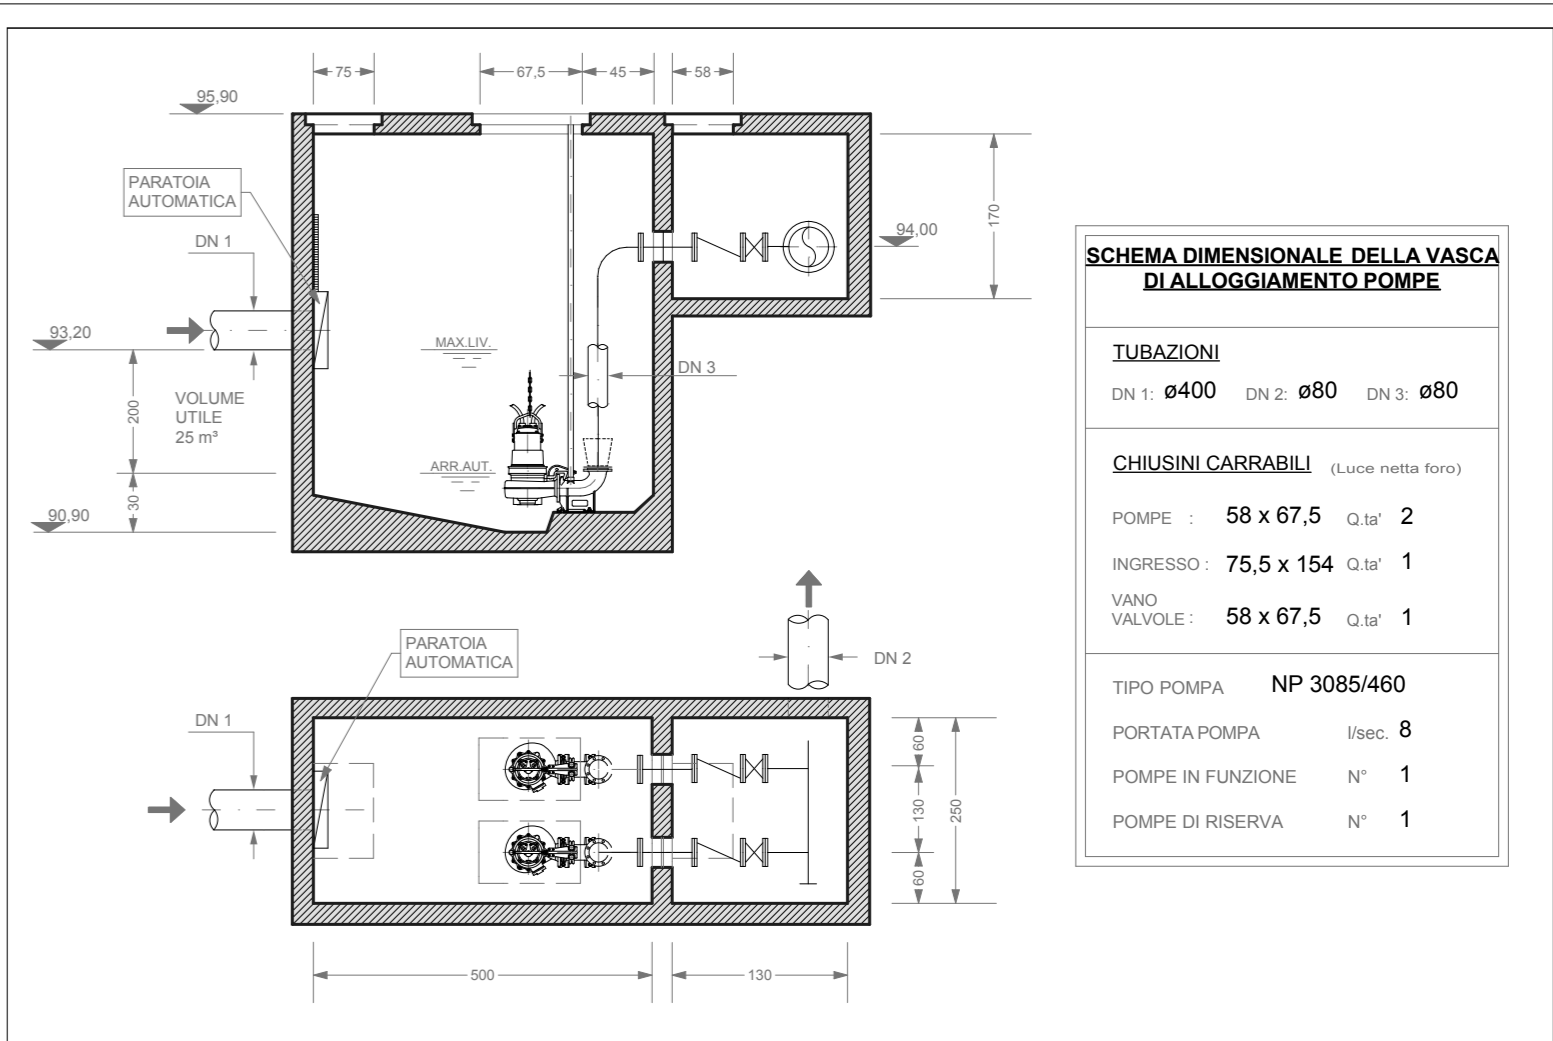 75
67,5
45
58
95,90
PARATOIA
AUTOMATICA
DN 1
94,00
170
93,20
MAX.LIV.
DN 3
VOLUME
UTILE
25 m³
200
ARR.AUT.
30
90,90
PARATOIA
AUTOMATICA
DN 2
DN 1
60
130
250
60
500
130
SCHEMA DIMENSIONALE DELLA VASCA
DI ALLOGGIAMENTO POMPE
TUBAZIONI
DN 1: ø400 DN 2: ø80 DN 3: ø80
CHIUSINI CARRABILI (Luce netta foro)
POMPE : 58 x 67,5 Q.ta' 2
INGRESSO : 75,5 x 154 Q.ta' 1
VANO
VALVOLE : 58 x 67,5 Q.ta' 1
TIPO POMPA NP 3085/460
PORTATA POMPA l/sec. 8
POMPE IN FUNZIONE N° 1
POMPE DI RISERVA N° 1